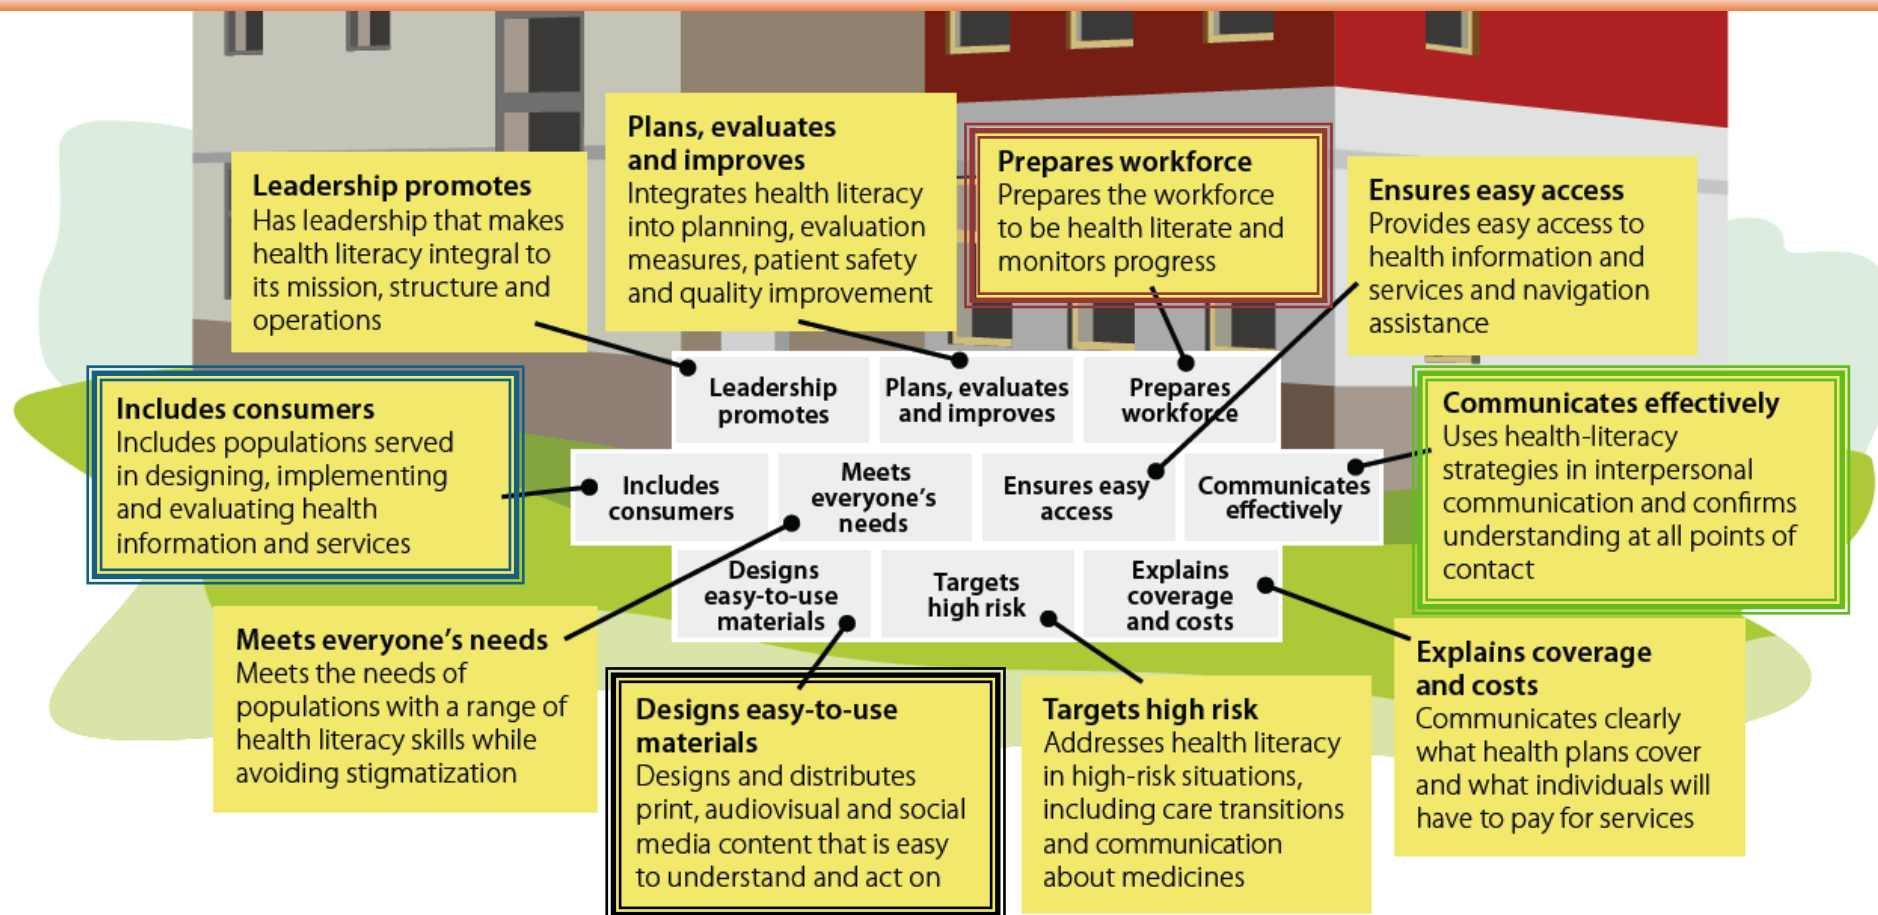 Plans, evaluates
and improves
Integrates health literacy
into planning, evaluation
measures, patient safety
and quality improvement
Prepares workforce
Prepares the workforce
to be health literate and
monitors progress
Leadership promotes
Has leadership that makes
health literacy integral to
its mission, structure and
operations
Ensures easy access
Provides easy access to
health information and
services and navigation
assistance
Leadership
promotes
Plans, evaluates
and improves
Prepares
workforce
Includes consumers
Includes populations served
in designing, implementing
and evaluating health
information and services
Includes
consumers
Meets
everyone’s
needs
Ensures easy
access
Communicates
effectively
Communicates effectively
Uses health-literacy
strategies in interpersonal
communication and confirms
understanding at all points of
contact
Designs
easy-to-use
materials
Targets
high risk
Explains
coverage
and costs
Meets everyone’s needs
Meets the needs of
populations with a range of
health literacy skills while
avoiding stigmatization
Designs easy-to-use
materials
Designs and distributes
print, audiovisual and social
media content that is easy
to understand and act on
Targets high risk
Addresses health literacy
in high-risk situations,
including care transitions
and communication
about medicines
Explains coverage
and costs
Communicates clearly
what health plans cover
and what individuals will
have to pay for services